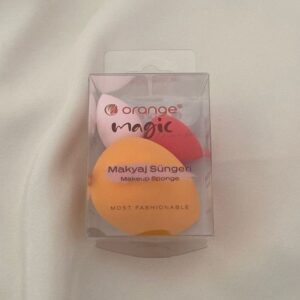 orange
magic
Makyaj Süngeri
Makeup Sponge
MOST FASHIONABLE